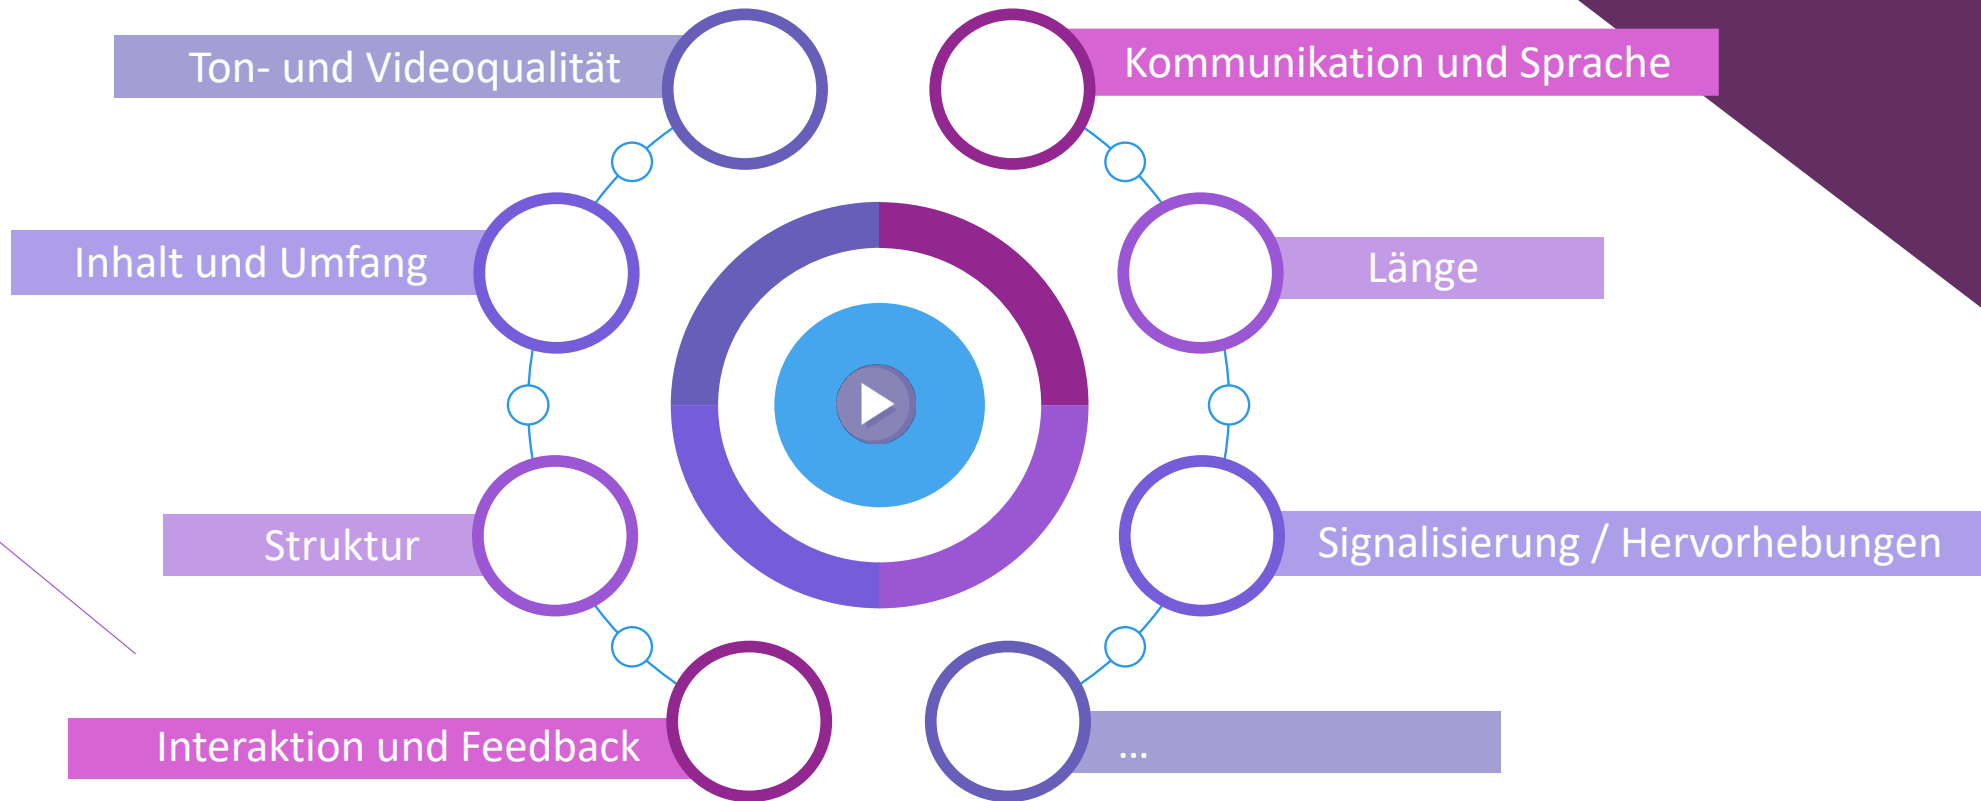 Ton- und Videoqualität
Inhalt und Umfang
Struktur
Interaktion und Feedback
Kommunikation und Sprache
Länge
Signalisierung / Hervorhebungen
...